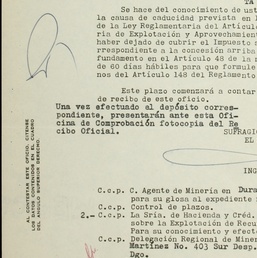 TA
Se hace del conocimiento de ust
la causa de caducidad prevista en
de la Ley Reglamentaria del Artícul
ria de Explotación y Aprovechamient
haber dejado de cubrir el Impuesto s
rrespondiente a la concesión arriba
fundamento en el Artículo 48 de la m
de 60 días hábiles para que formule
nos del Artículo 148 del Reglamento
Este plazo comenzará a contar
de recibo de este oficio.
Una vez efectuado el depósito corres-
pondiente, presentarán ante esta Ofi-
cina de Comprobación fotocopia del Re
cibo Oficial.
SUFRAGIO
EL
ING
C.c.p. C. Agente de Minería en Dura
para su glosa al expediente
C.c.p. Control de plazos.
2.- C.c.p. La Sría. de Hacienda y Créd.
sobre la Explotación de Recu
Para su conocimiento y efect
C.c.p. Delegación Regional de Miner
Martínez No. 403 Sur Desp.
Dgo.
AL CONTESTAR ESTE OFICIO, CITENSE
LOS DATOS CONTENIDOS EN EL CUADRO
DEL ANGULO SUPERIOR DERECHO.